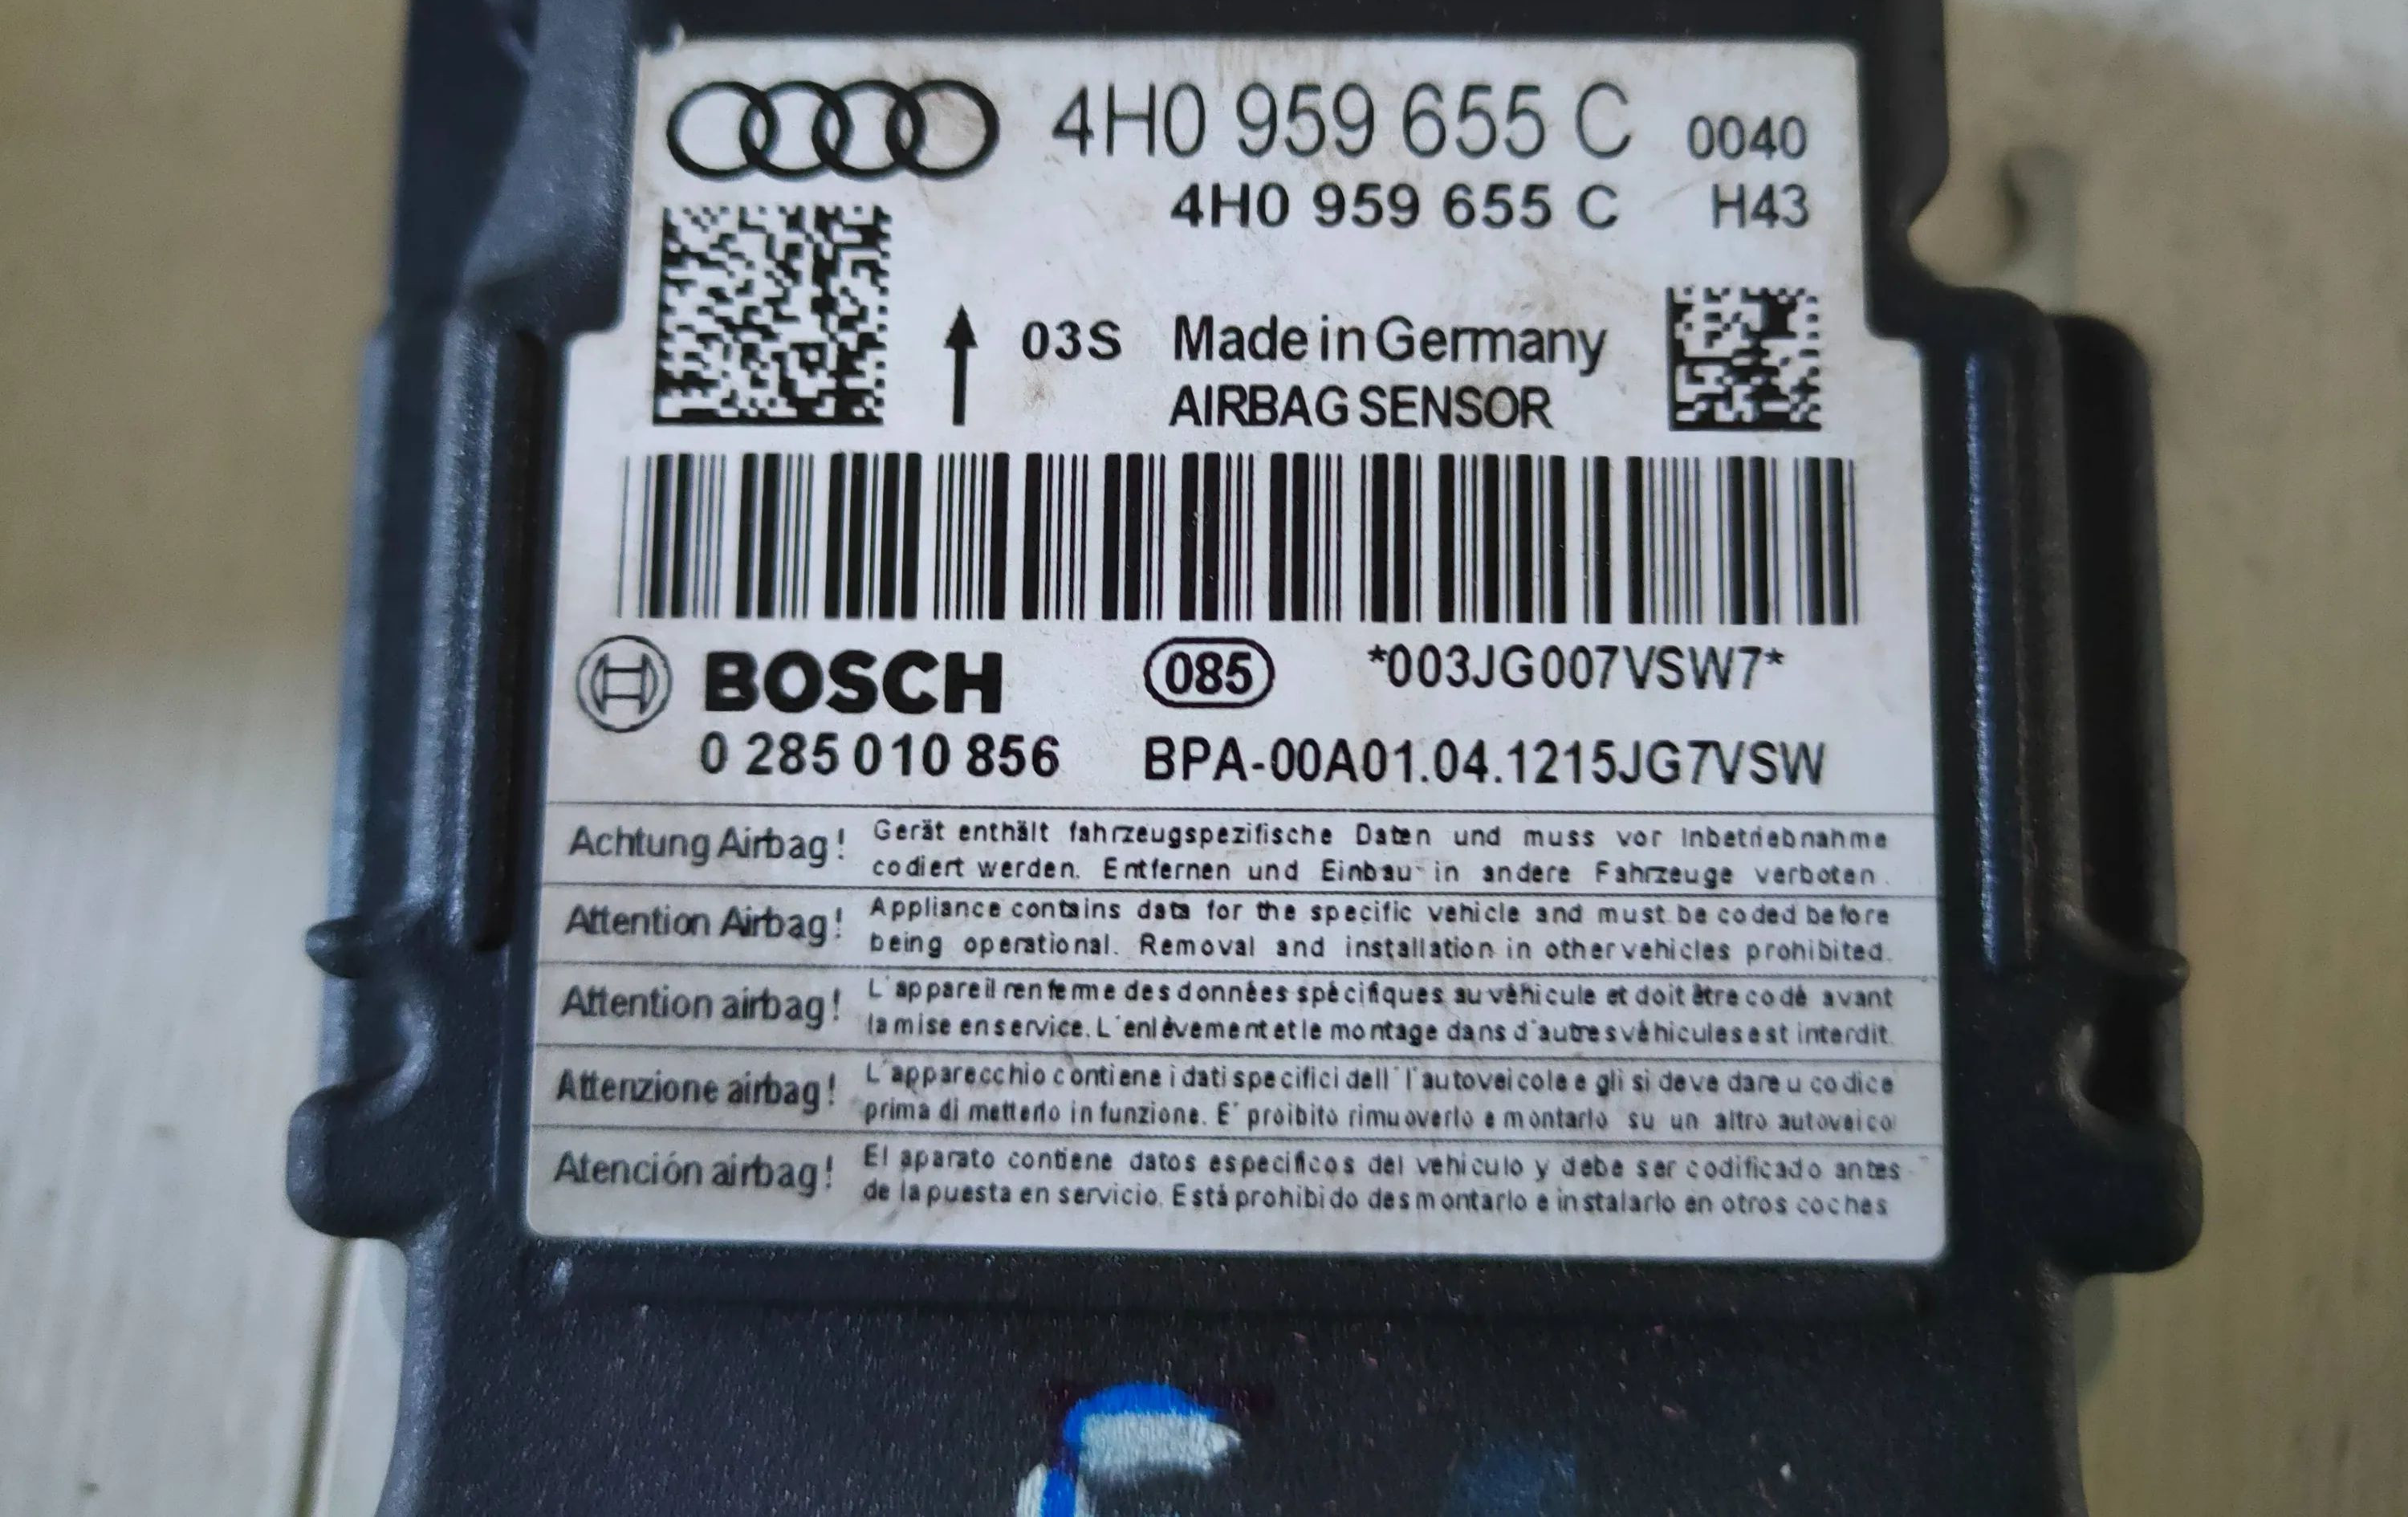 4H0 959 655 C 0040
4H0 959 655 C H43
03S Made in Germany
AIRBAG SENSOR
BOSCH 085 *003JG007VSW7*
0 285 010 856 BPA-00A01.04.1215JG7VSW
Achtung Airbag! Gerät enthält fahrzeugspezifische Daten und muss vor Inbetriebnahme
codiert werden. Entfernen und Einbau in andere Fahrzeuge verboten.
Attention Airbag! Appliance contains data for the specific vehicle and must be coded before
being operational. Removal and installation in other vehicles prohibited.
Attention airbag! L'appareil renferme des données spécifiques au véhicule et doit être codé avant
la mise en service. L'enlèvement et le montage dans d'autres véhicules est interdit.
Attenzione airbag! L'apparecchio contiene i dati specifici dell'l'autoveicole e gli si deve dare u codice
prima di metterlo in funzione. E' proibito rimuoverlo e montarlo su un altro autoveico
Atención airbag! El aparato contiene datos especificos del vehiculo y debe ser codificado antes
de la puesta en servicio. Está prohibido desmontarlo e instalarlo en otros coches